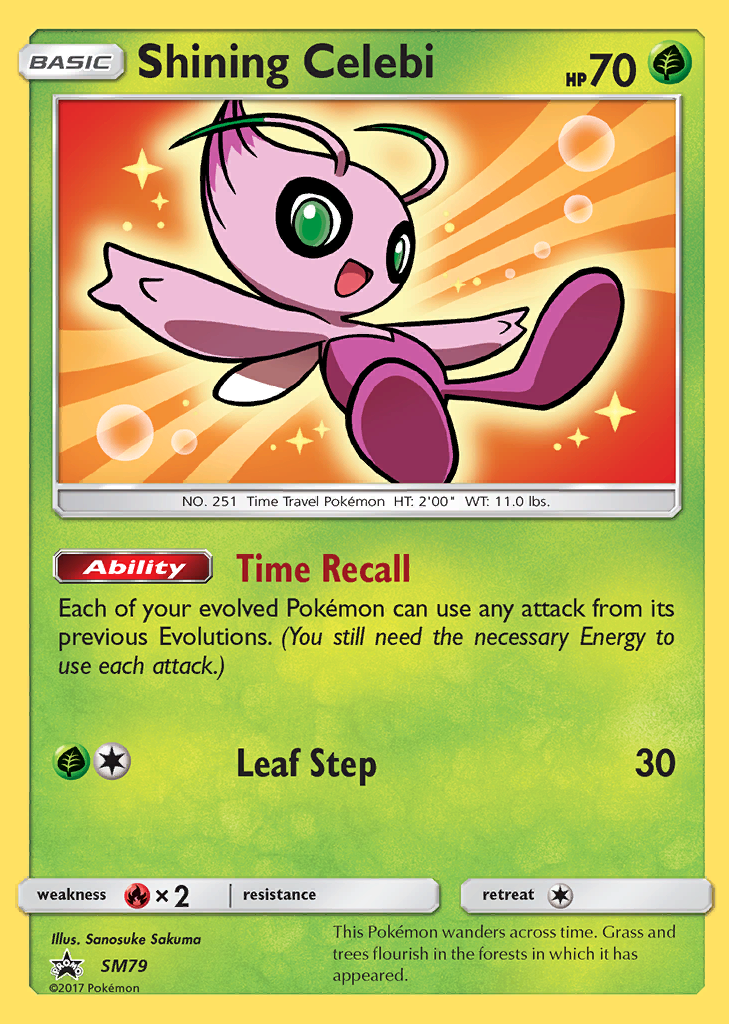 BASIC
Shining Celebi
HP70
NO. 251 Time Travel Pokémon HT: 2'00" WT: 11.0 lbs.
Ability Time Recall
Each of your evolved Pokémon can use any attack from its
previous Evolutions. (You still need the necessary Energy to
use each attack.)
Leaf Step 30
weakness ×2 resistance retreat
Illus. Sanosuke Sakuma
PROMO SM79
©2017 Pokémon
This Pokémon wanders across time. Grass and
trees flourish in the forests in which it has
appeared.